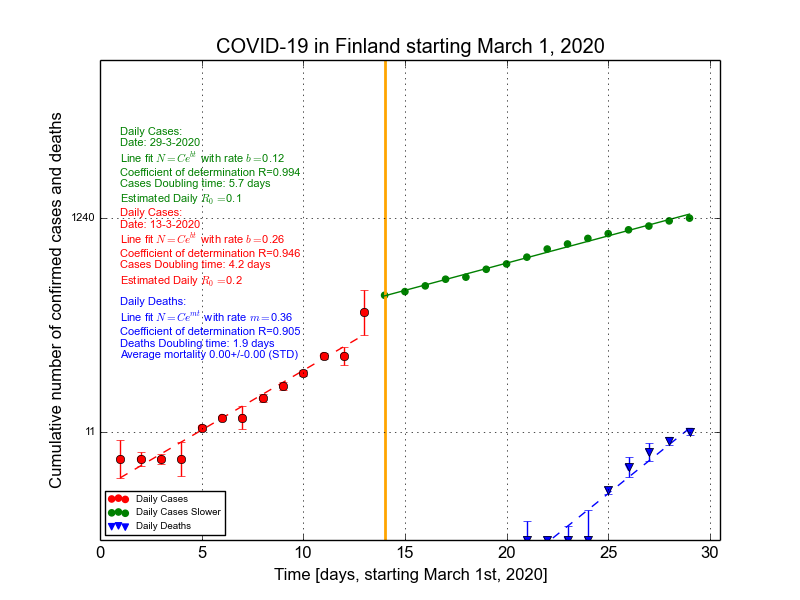 COVID-19 in Finland starting March 1, 2020
Cumulative number of confirmed cases and deaths
1240
11
Daily Cases:
Date: 29-3-2020
Line fit N = Ce^{bt} with rate b =0.12
Coefficient of determination R=0.994
Cases Doubling time: 5.7 days
Estimated Daily R_0 =0.1
Daily Cases:
Date: 13-3-2020
Line fit N = Ce^{bt} with rate b =0.26
Coefficient of determination R=0.946
Cases Doubling time: 4.2 days
Estimated Daily R_0 =0.2
Daily Deaths:
Line fit N = Ce^{mt} with rate m =0.36
Coefficient of determination R=0.905
Deaths Doubling time: 1.9 days
Average mortality 0.00+/-0.00 (STD)
Daily Cases
Daily Cases Slower
Daily Deaths
0 5 10 15 20 25 30
Time [days, starting March 1st, 2020]